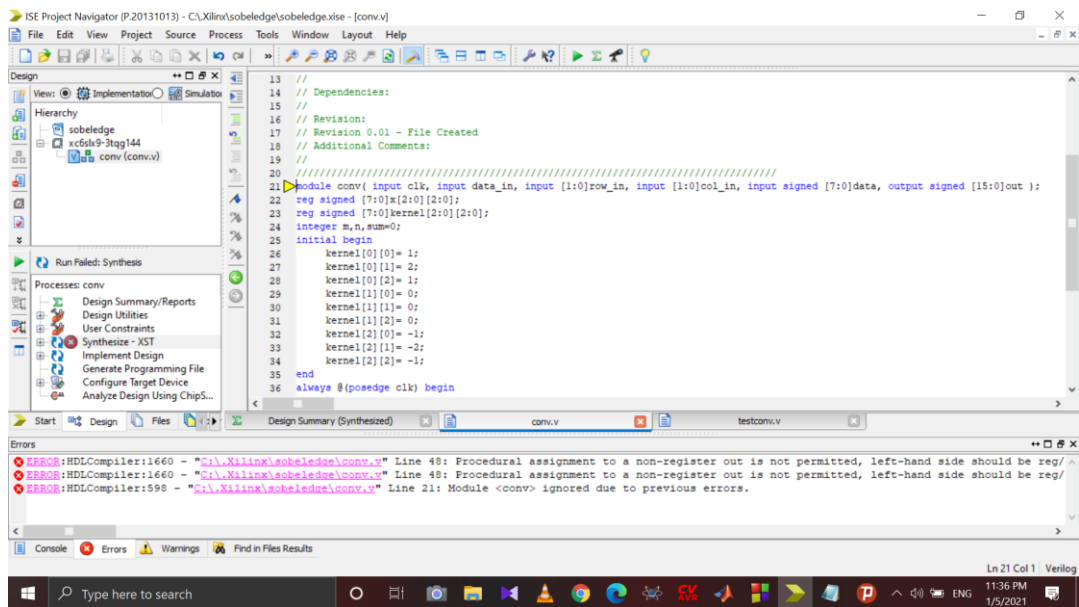 ISE Project Navigator (P.20131013) - C:\.Xilinx\sobeledge\sobeledge.xise - [conv.v]
File Edit View Project Source Process Tools Window Layout Help
Design
View: Implementation Simulation
Hierarchy
sobeledge
xc6slx9-3tqg144
conv (conv.v)
Run Failed: Synthesis
Processes: conv
Design Summary/Reports
Design Utilities
User Constraints
Synthesize - XST
Implement Design
Generate Programming File
Configure Target Device
Analyze Design Using ChipS...
Start Design Files
13 //
14 // Dependencies:
15 //
16 // Revision:
17 // Revision 0.01 - File Created
18 // Additional Comments:
19 //
20 //////////////////////////////////////////////////////////////////////////////////
21 module conv( input clk, input data_in, input [1:0]row_in, input [1:0]col_in, input signed [7:0]data, output signed [15:0]out );
22 reg signed [7:0]x[2:0][2:0];
23 reg signed [7:0]kernel[2:0][2:0];
24 integer m,n,sum=0;
25 initial begin
26 kernel[0][0]= 1;
27 kernel[0][1]= 2;
28 kernel[0][2]= 1;
29 kernel[1][0]= 0;
30 kernel[1][1]= 0;
31 kernel[1][2]= 0;
32 kernel[2][0]= -1;
33 kernel[2][1]= -2;
34 kernel[2][2]= -1;
35 end
36 always @(posedge clk) begin
Design Summary (Synthesized) conv.v testconv.v
Errors
ERROR:HDLCompiler:1660 - "C:\.Xilinx\sobeledge\conv.v" Line 48: Procedural assignment to a non-register out is not permitted, left-hand side should be reg/
ERROR:HDLCompiler:1660 - "C:\.Xilinx\sobeledge\conv.v" Line 48: Procedural assignment to a non-register out is not permitted, left-hand side should be reg/
ERROR:HDLCompiler:598 - "C:\.Xilinx\sobeledge\conv.v" Line 21: Module <conv> ignored due to previous errors.
Console Errors Warnings Find in Files Results
Ln 21 Col 1 Verilog
Type here to search
CV AVR
ENG
11:36 PM
1/5/2021